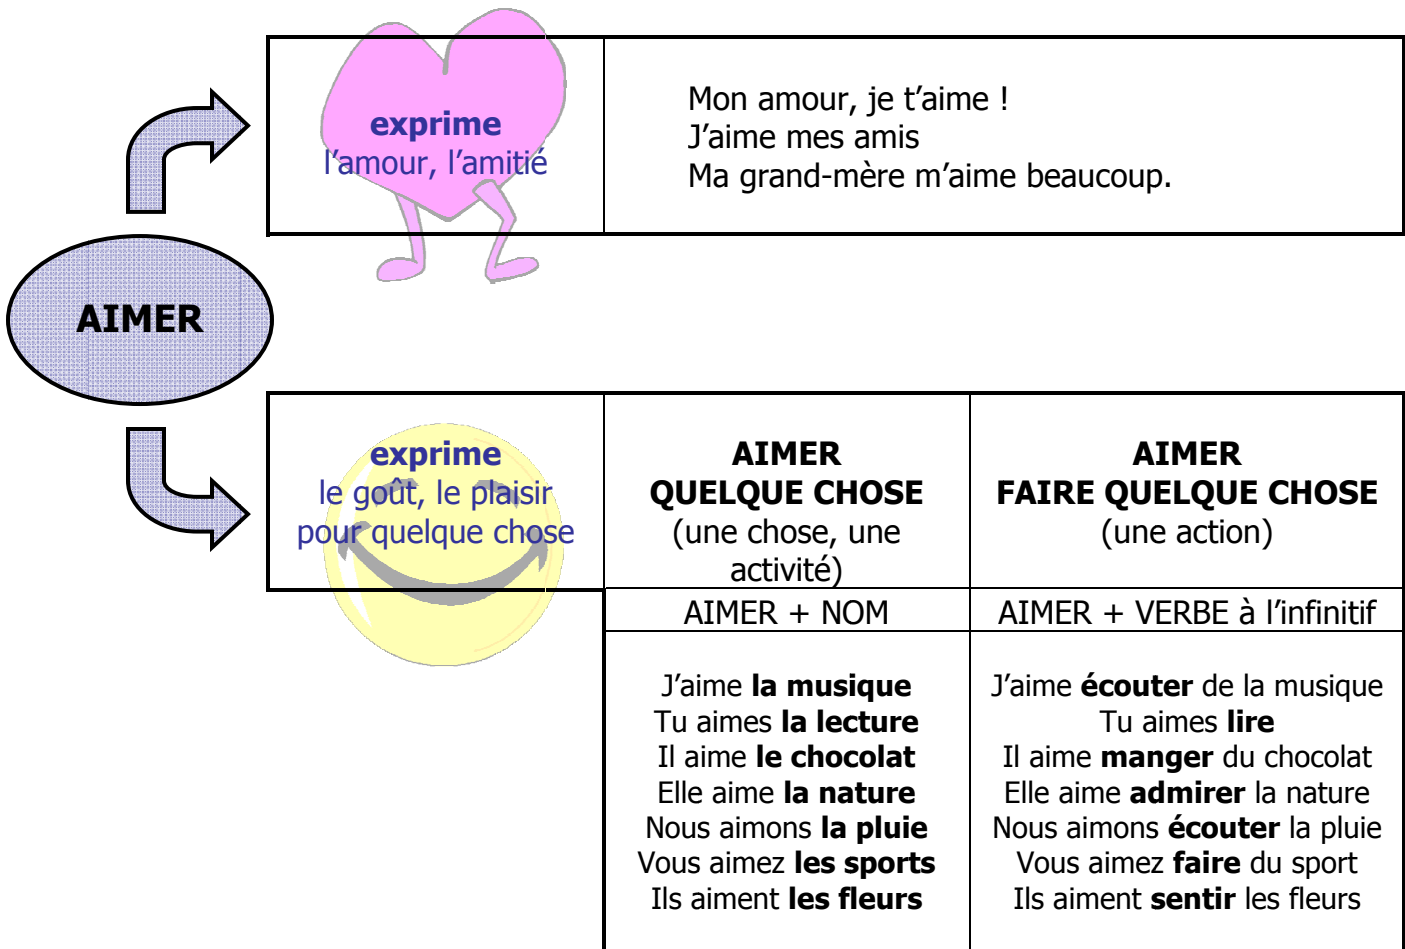 exprime
l’amour, l’amitié
Mon amour, je t’aime !
J’aime mes amis
Ma grand-mère m’aime beaucoup.
AIMER
exprime
le goût, le plaisir
pour quelque chose
AIMER
QUELQUE CHOSE
(une chose, une
activité)
AIMER
FAIRE QUELQUE CHOSE
(une action)
AIMER + NOM
AIMER + VERBE à l’infinitif
J’aime la musique
Tu aimes la lecture
Il aime le chocolat
Elle aime la nature
Nous aimons la pluie
Vous aimez les sports
Ils aiment les fleurs
J’aime écouter de la musique
Tu aimes lire
Il aime manger du chocolat
Elle aime admirer la nature
Nous aimons écouter la pluie
Vous aimez faire du sport
Ils aiment sentir les fleurs